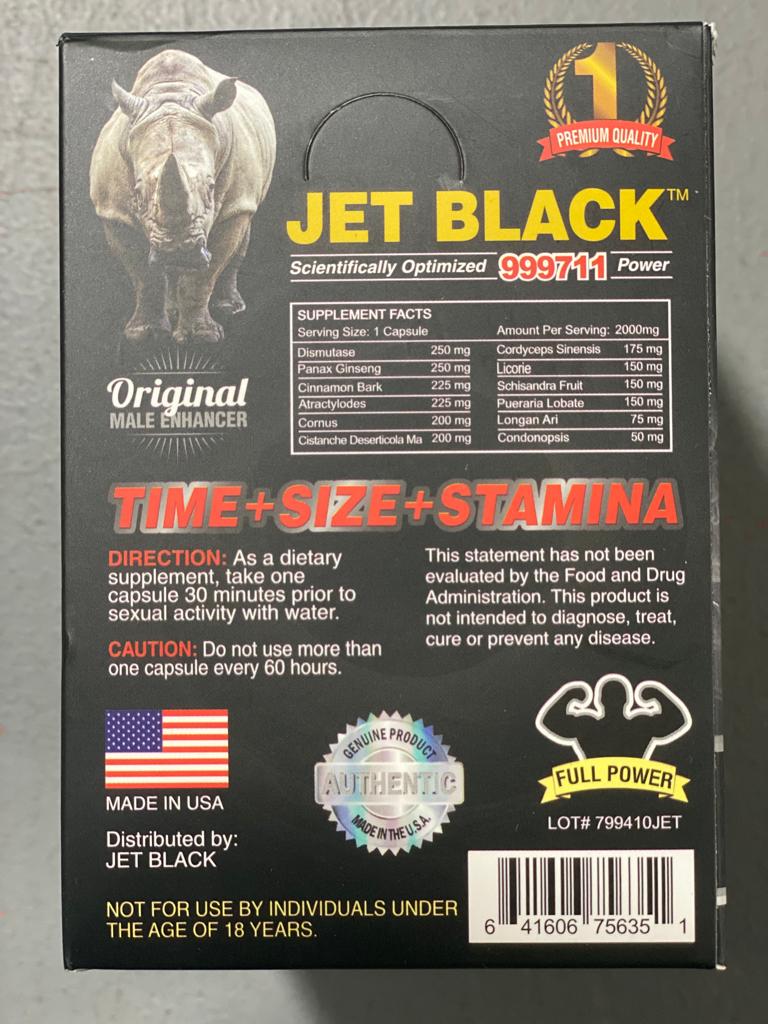 1
PREMIUM QUALITY
JET BLACK™
Scientifically Optimized 999711 Power
SUPPLEMENT FACTS
Serving Size: 1 Capsule Amount Per Serving: 2000mg
Dismutase 250 mg Cordyceps Sinensis 175 mg
Panax Ginseng 250 mg Licorie 150 mg
Cinnamon Bark 225 mg Schisandra Fruit 150 mg
Atractylodes 225 mg Pueraria Lobate 150 mg
Cornus 200 mg Longan Ari 75 mg
Cistanche Deserticola Ma 200 mg Condonopsis 50 mg
Original
MALE ENHANCER
TIME+SIZE+STAMINA
DIRECTION: As a dietary
supplement, take one
capsule 30 minutes prior to
sexual activity with water.
CAUTION: Do not use more than
one capsule every 60 hours.
This statement has not been
evaluated by the Food and Drug
Administration. This product is
not intended to diagnose, treat,
cure or prevent any disease.
MADE IN USA
Distributed by:
JET BLACK
GENUINE PRODUCT
AUTHENTIC
MADE IN THE U.S.A.
FULL POWER
LOT# 799410JET
NOT FOR USE BY INDIVIDUALS UNDER
THE AGE OF 18 YEARS.
6 41606 75635 1